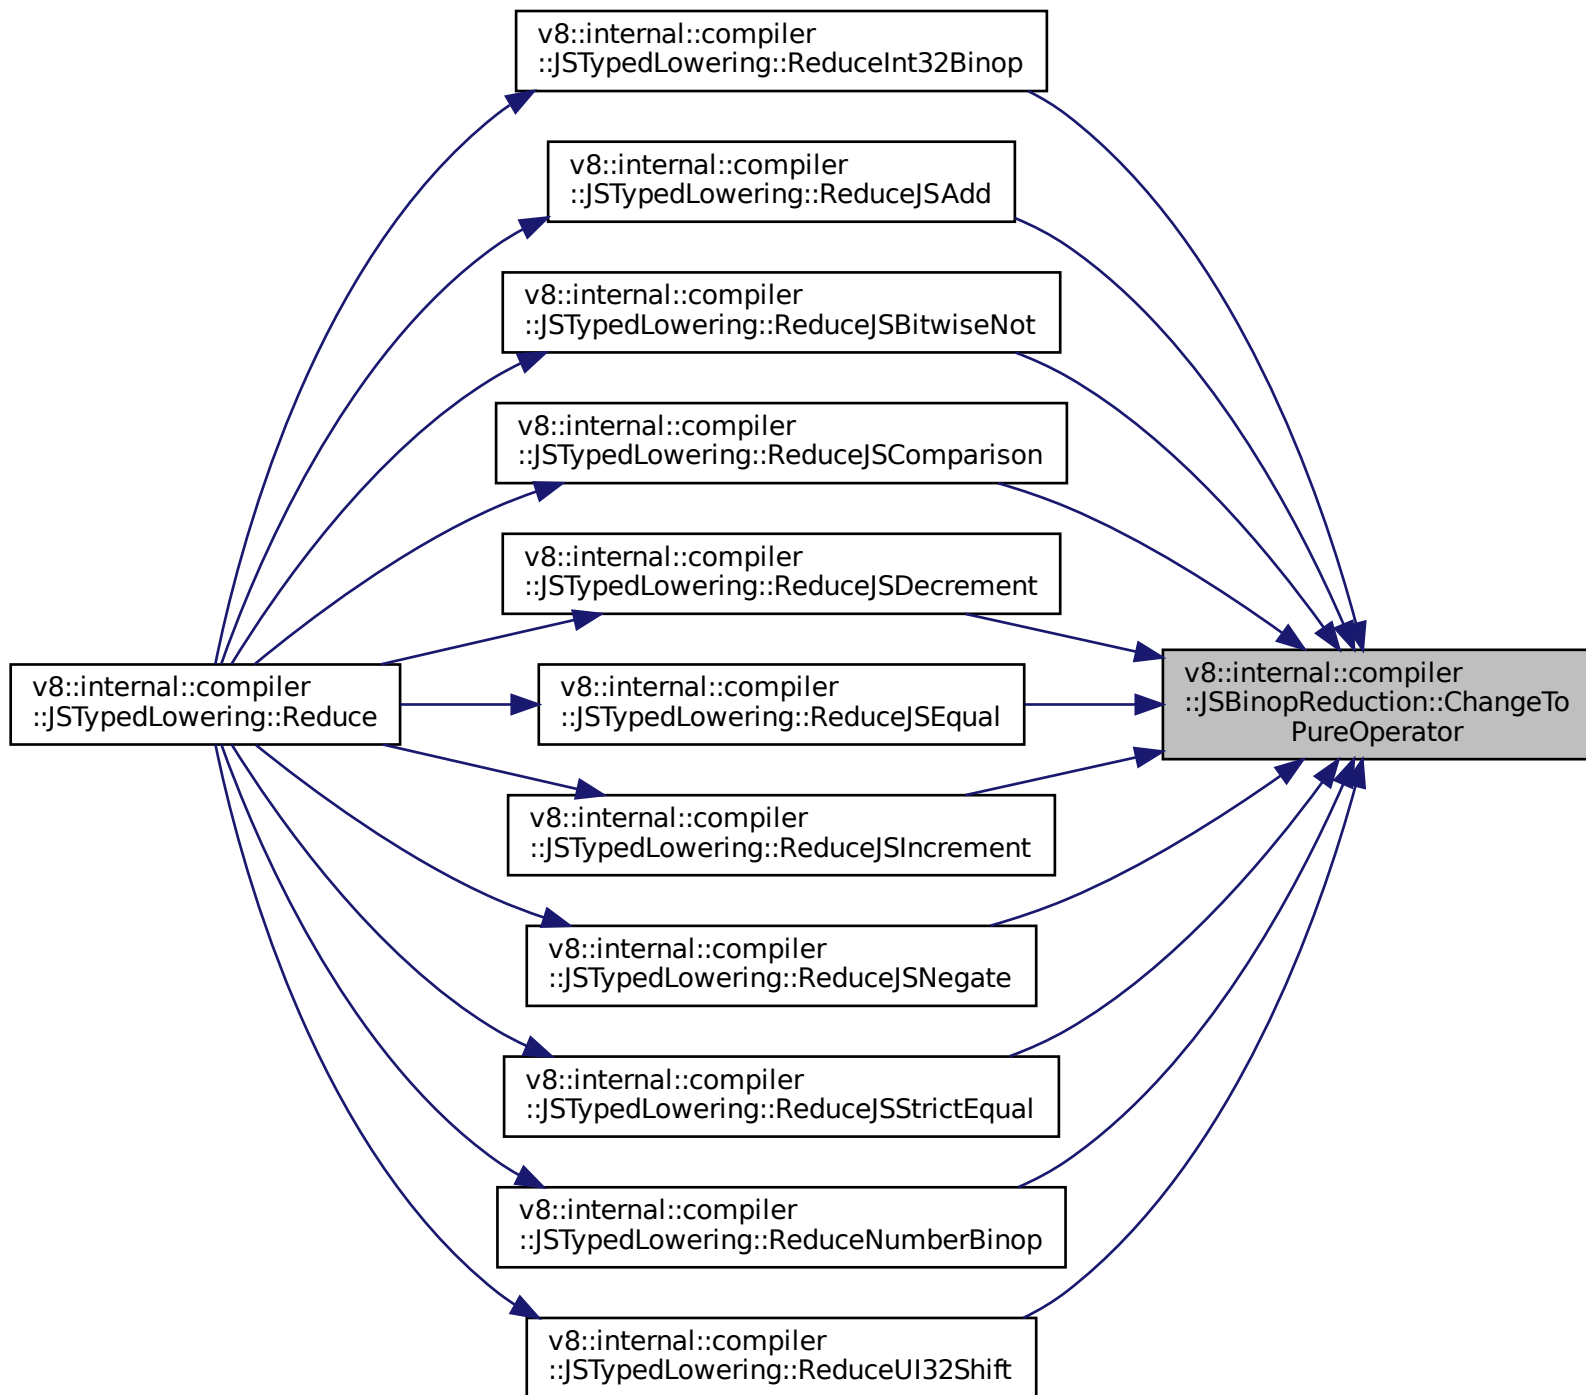 v8::internal::compiler
::JSTypedLowering::ReduceInt32Binop
v8::internal::compiler
::JSTypedLowering::ReduceJSAdd
v8::internal::compiler
::JSTypedLowering::ReduceJSBitwiseNot
v8::internal::compiler
::JSTypedLowering::ReduceJSComparison
v8::internal::compiler
::JSTypedLowering::ReduceJSDecrement
v8::internal::compiler
::JSTypedLowering::Reduce
v8::internal::compiler
::JSTypedLowering::ReduceJSEqual
v8::internal::compiler
::JSBinopReduction::ChangeTo
PureOperator
v8::internal::compiler
::JSTypedLowering::ReduceJSIncrement
v8::internal::compiler
::JSTypedLowering::ReduceJSNegate
v8::internal::compiler
::JSTypedLowering::ReduceJSStrictEqual
v8::internal::compiler
::JSTypedLowering::ReduceNumberBinop
v8::internal::compiler
::JSTypedLowering::ReduceUI32Shift